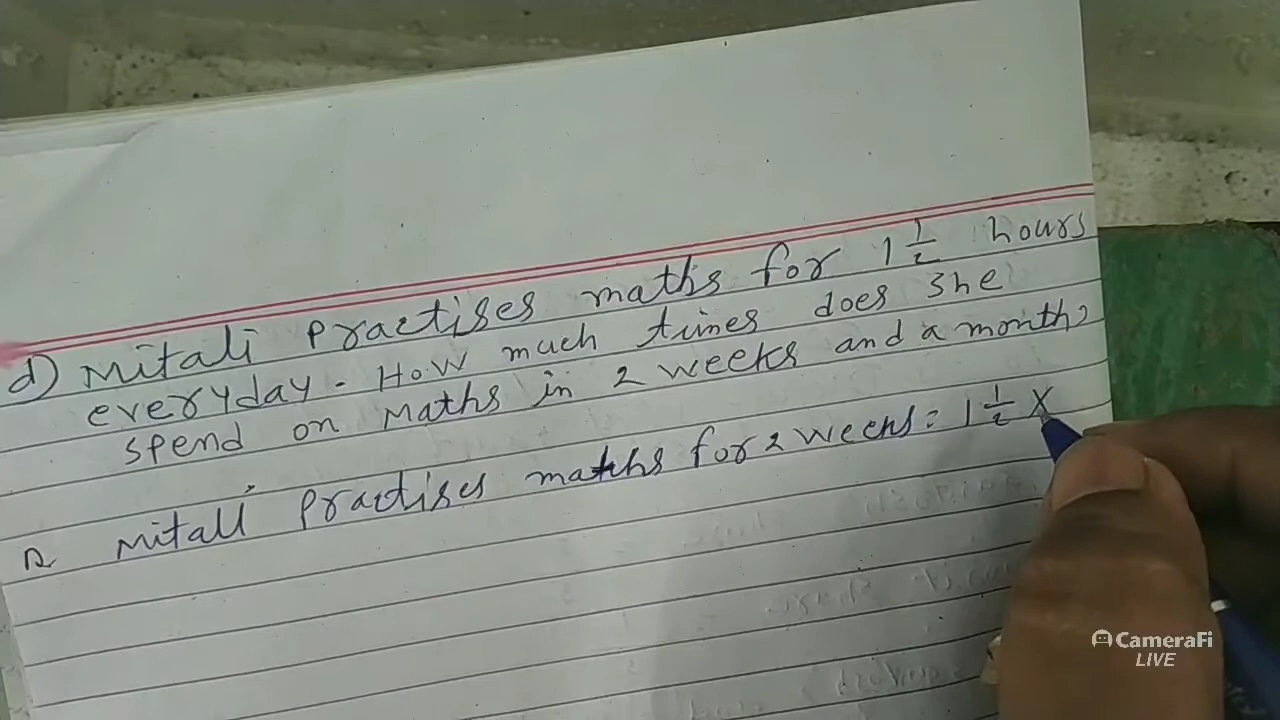 d) Mitali Practises maths for 1 1/2 hours
everyday. How much times does she
spend on Maths in 2 weeks and a month?
Mitali Practises maths for 2 weeks = 1 1/2 ×
CameraFi
LIVE